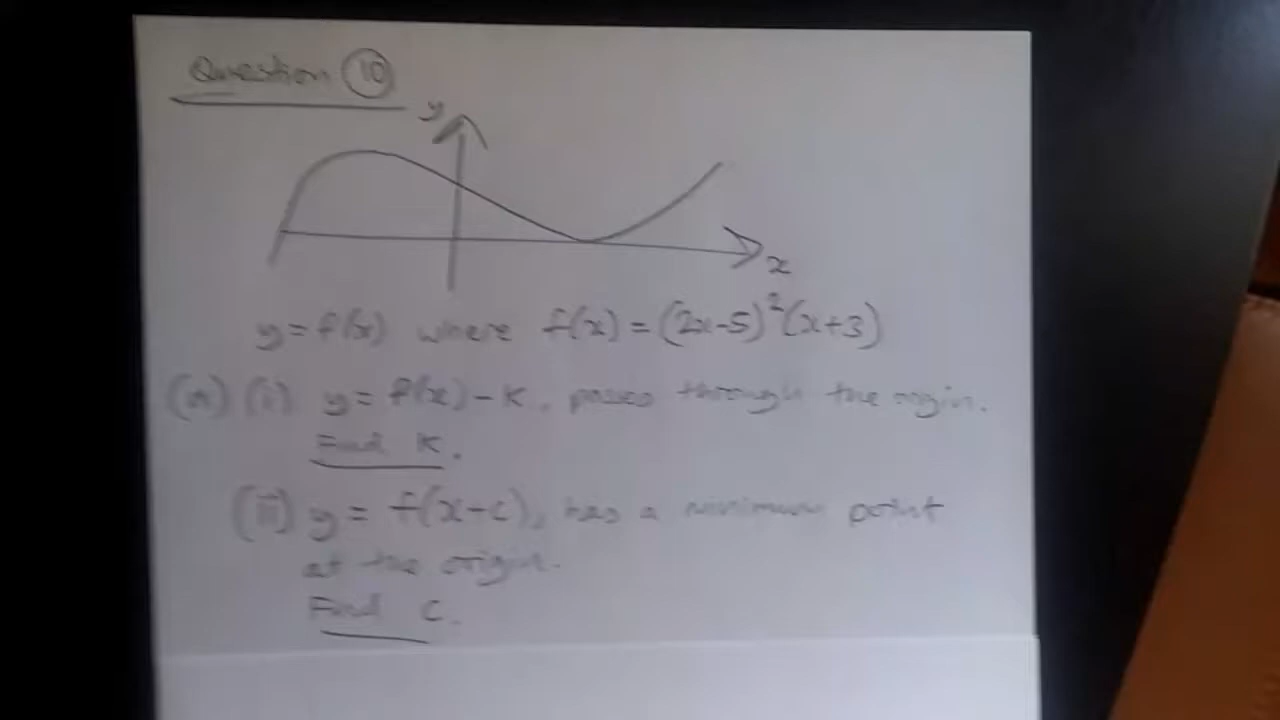 Question 10
y
x
y = f(x) where f(x) = (2x-5)²(x+3)
(a) (i) y = f(x) - K, passes through the origin.
Find K.
(ii) y = f(x-c), has a minimum point
at the origin.
Find C.